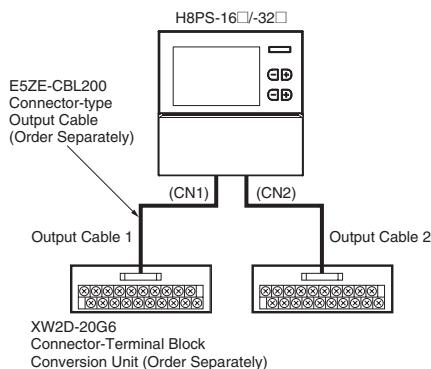 H8PS-16□/-32□
E5ZE-CBL200
Connector-type
Output Cable
(Order Separately)
(CN1)
(CN2)
Output Cable 1
Output Cable 2
XW2D-20G6
Connector-Terminal Block
Conversion Unit (Order Separately)